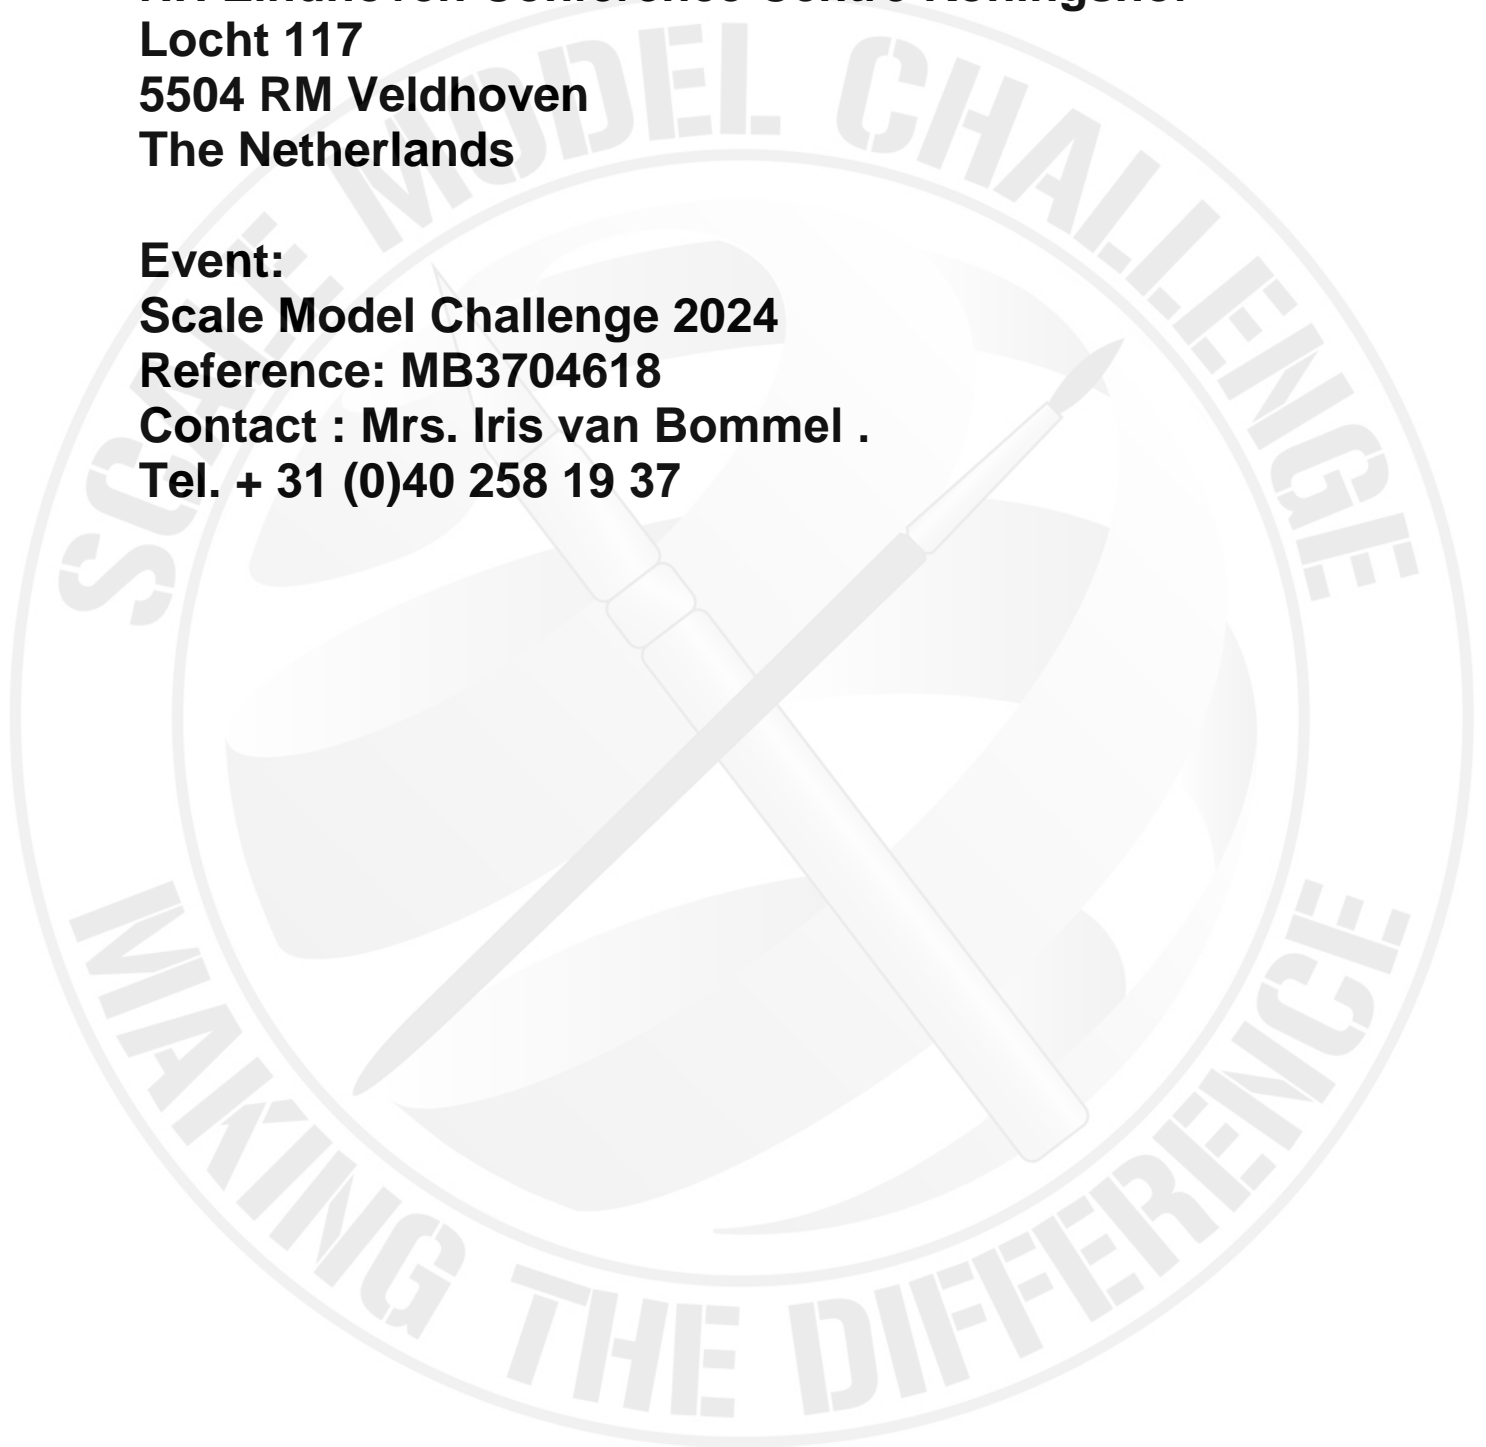 Locht 117
5504 RM Veldhoven
The Netherlands
Event:
Scale Model Challenge 2024
Reference: MB3704618
Contact : Mrs. Iris van Bommel .
Tel. + 31 (0)40 258 19 37
SCALE MODEL CHALLENGE
MAKING THE DIFFERENCE